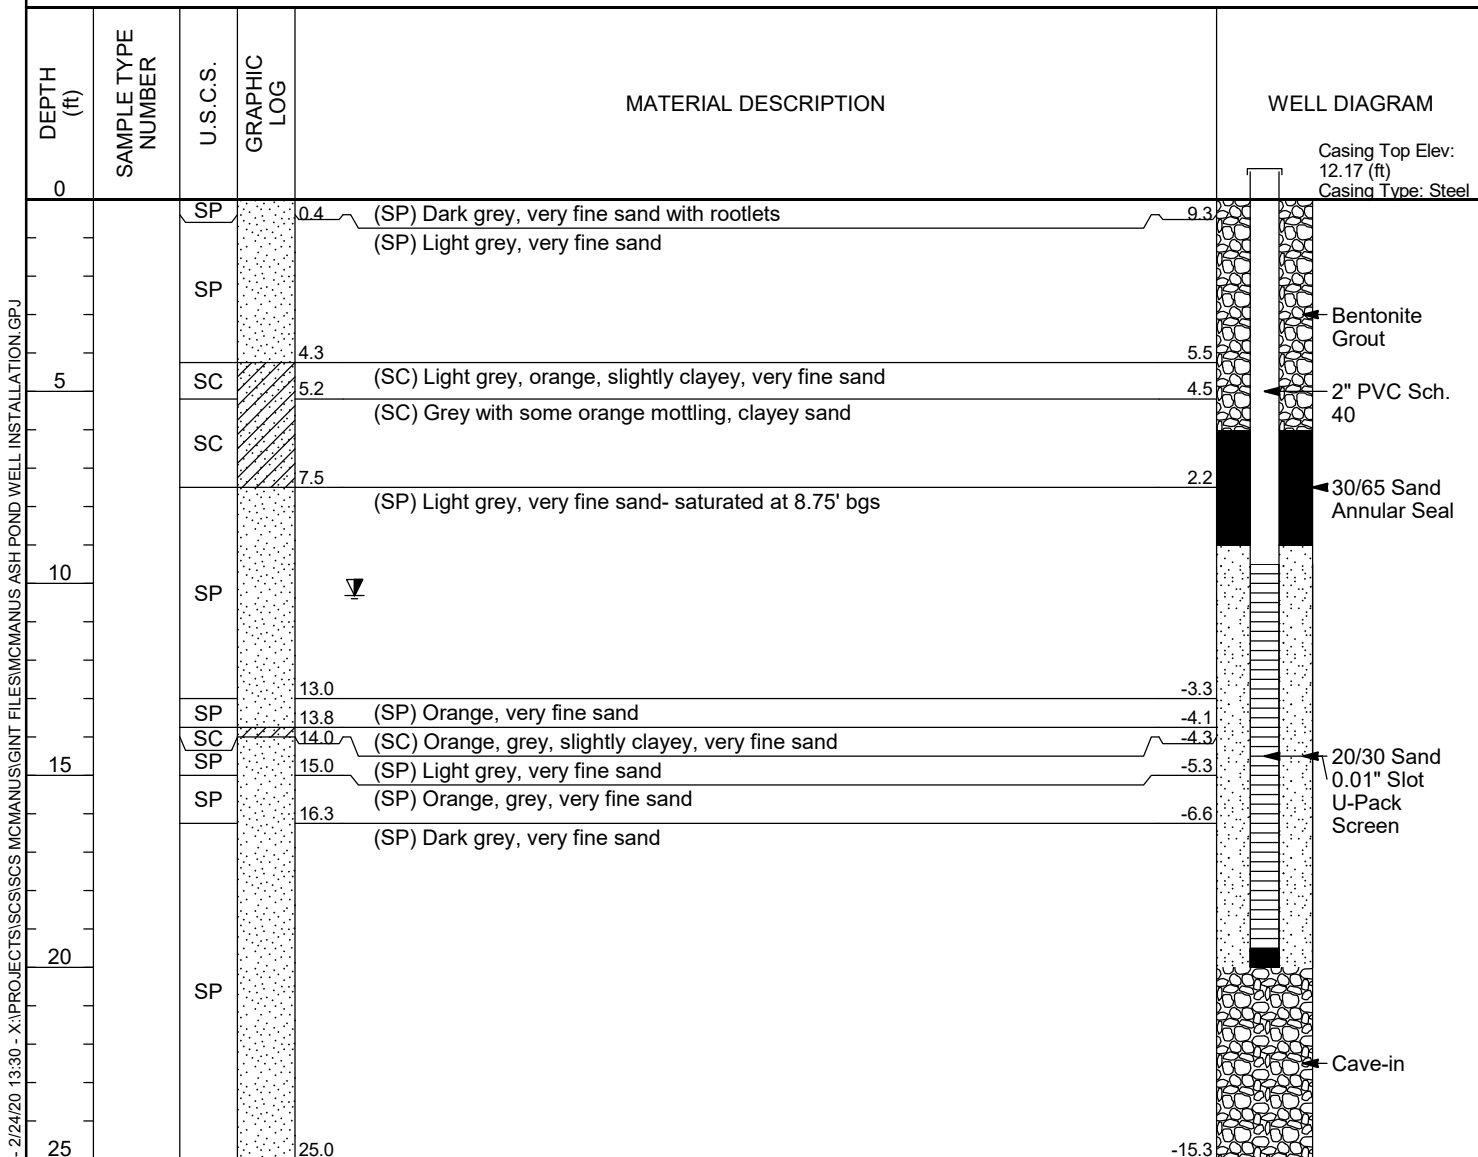 DEPTH
(ft)
SAMPLE TYPE
NUMBER
U.S.C.S.
GRAPHIC
LOG
MATERIAL DESCRIPTION
WELL DIAGRAM
Casing Top Elev:
12.17 (ft)
Casing Type: Steel
0
SP
0.4
(SP) Dark grey, very fine sand with rootlets
9.3
(SP) Light grey, very fine sand
SP
Bentonite
Grout
4.3
5.5
SC
(SC) Light grey, orange, slightly clayey, very fine sand
5
5.2
4.5
2" PVC Sch.
40
(SC) Grey with some orange mottling, clayey sand
SC
7.5
2.2
30/65 Sand
Annular Seal
(SP) Light grey, very fine sand- saturated at 8.75' bgs
10
SP
13.0
-3.3
SP
(SP) Orange, very fine sand
13.8
-4.1
SC
14.0
(SC) Orange, grey, slightly clayey, very fine sand
-4.3
SP
15
15.0
(SP) Light grey, very fine sand
-5.3
20/30 Sand
0.01" Slot
U-Pack
Screen
SP
(SP) Orange, grey, very fine sand
16.3
-6.6
(SP) Dark grey, very fine sand
20
SP
Cave-in
25
25.0
-15.3
- 2/24/20 13:30 - X:\PROJECTS\SCS\SCS MCMANUS\GINT FILES\MCMANUS ASH POND WELL INSTALLATION.GPJ